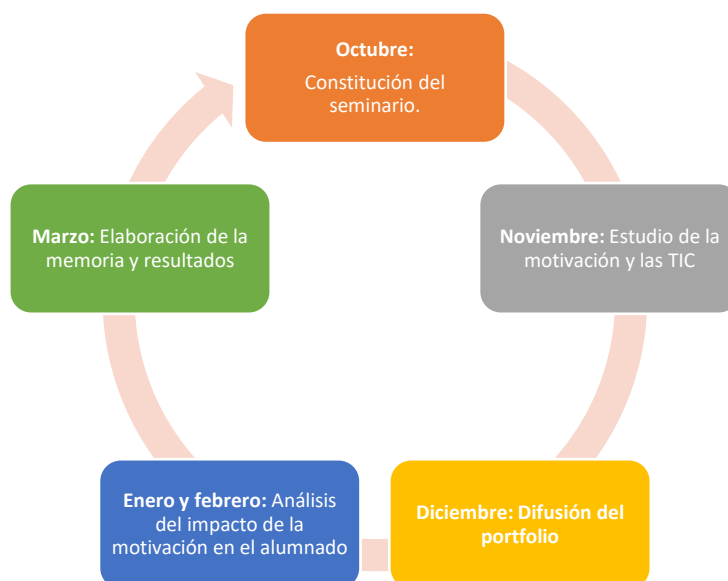 Octubre:
Constitución del
seminario.
Noviembre: Estudio de la
motivación y las TIC
Diciembre: Difusión del
portfolio
Enero y febrero: Análisis
del impacto de la
motivación en el alumnado
Marzo: Elaboración de la
memoria y resultados